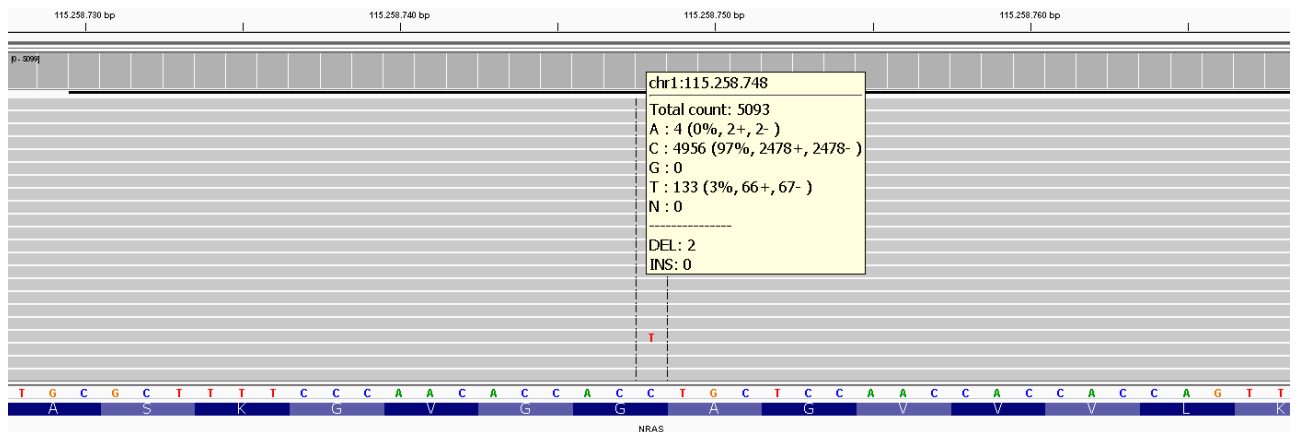 115.258.730 bp 115.258.740 bp 115.258.750 bp 115.258.760 bp
[0 - 5099]
chr1:115.258.748
Total count: 5093
A : 4 (0%, 2+, 2- )
C : 4956 (97%, 2478+, 2478- )
G : 0
T : 133 (3%, 66+, 67- )
N : 0
---------------
DEL: 2
INS: 0
T
T G C G C T T T T C C C A A C A C C A C C T G C T C C A A C C A C C A C C A G T T
A S K G V G G A G V V V L K
NRAS